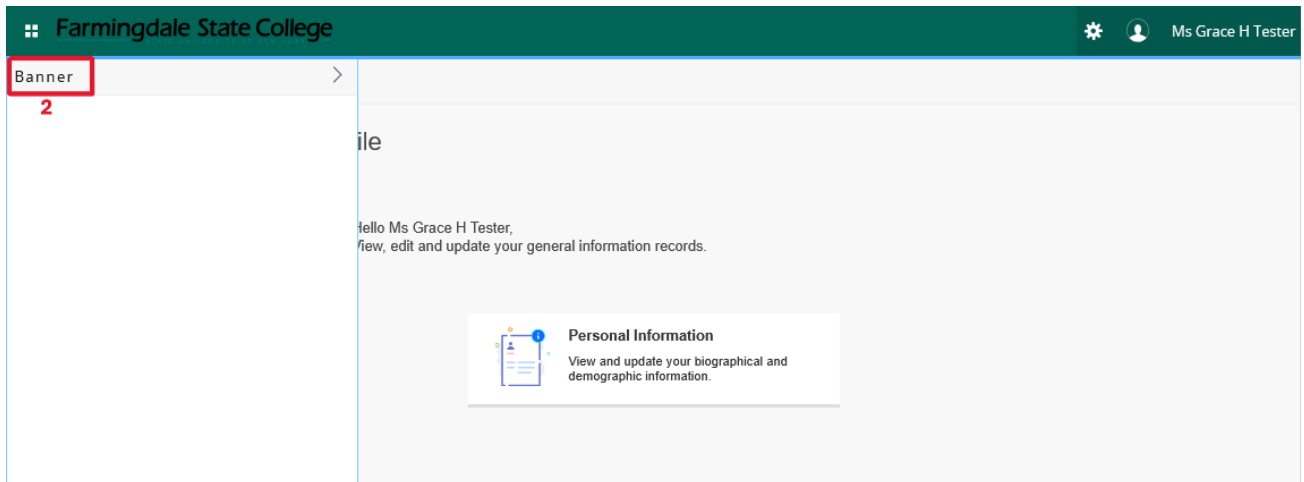 Farmingdale State College
Ms Grace H Tester
Banner
2
ile
Hello Ms Grace H Tester,
View, edit and update your general information records.
Personal Information
View and update your biographical and
demographic information.